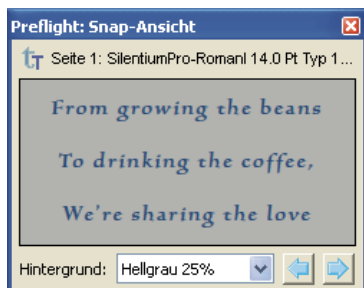 Preflight: Snap-Ansicht
Seite 1: SilentiumPro-RomanI 14.0 Pt Typ 1...
From growing the beans
To drinking the coffee,
We're sharing the love
Hintergrund: Hellgrau 25%